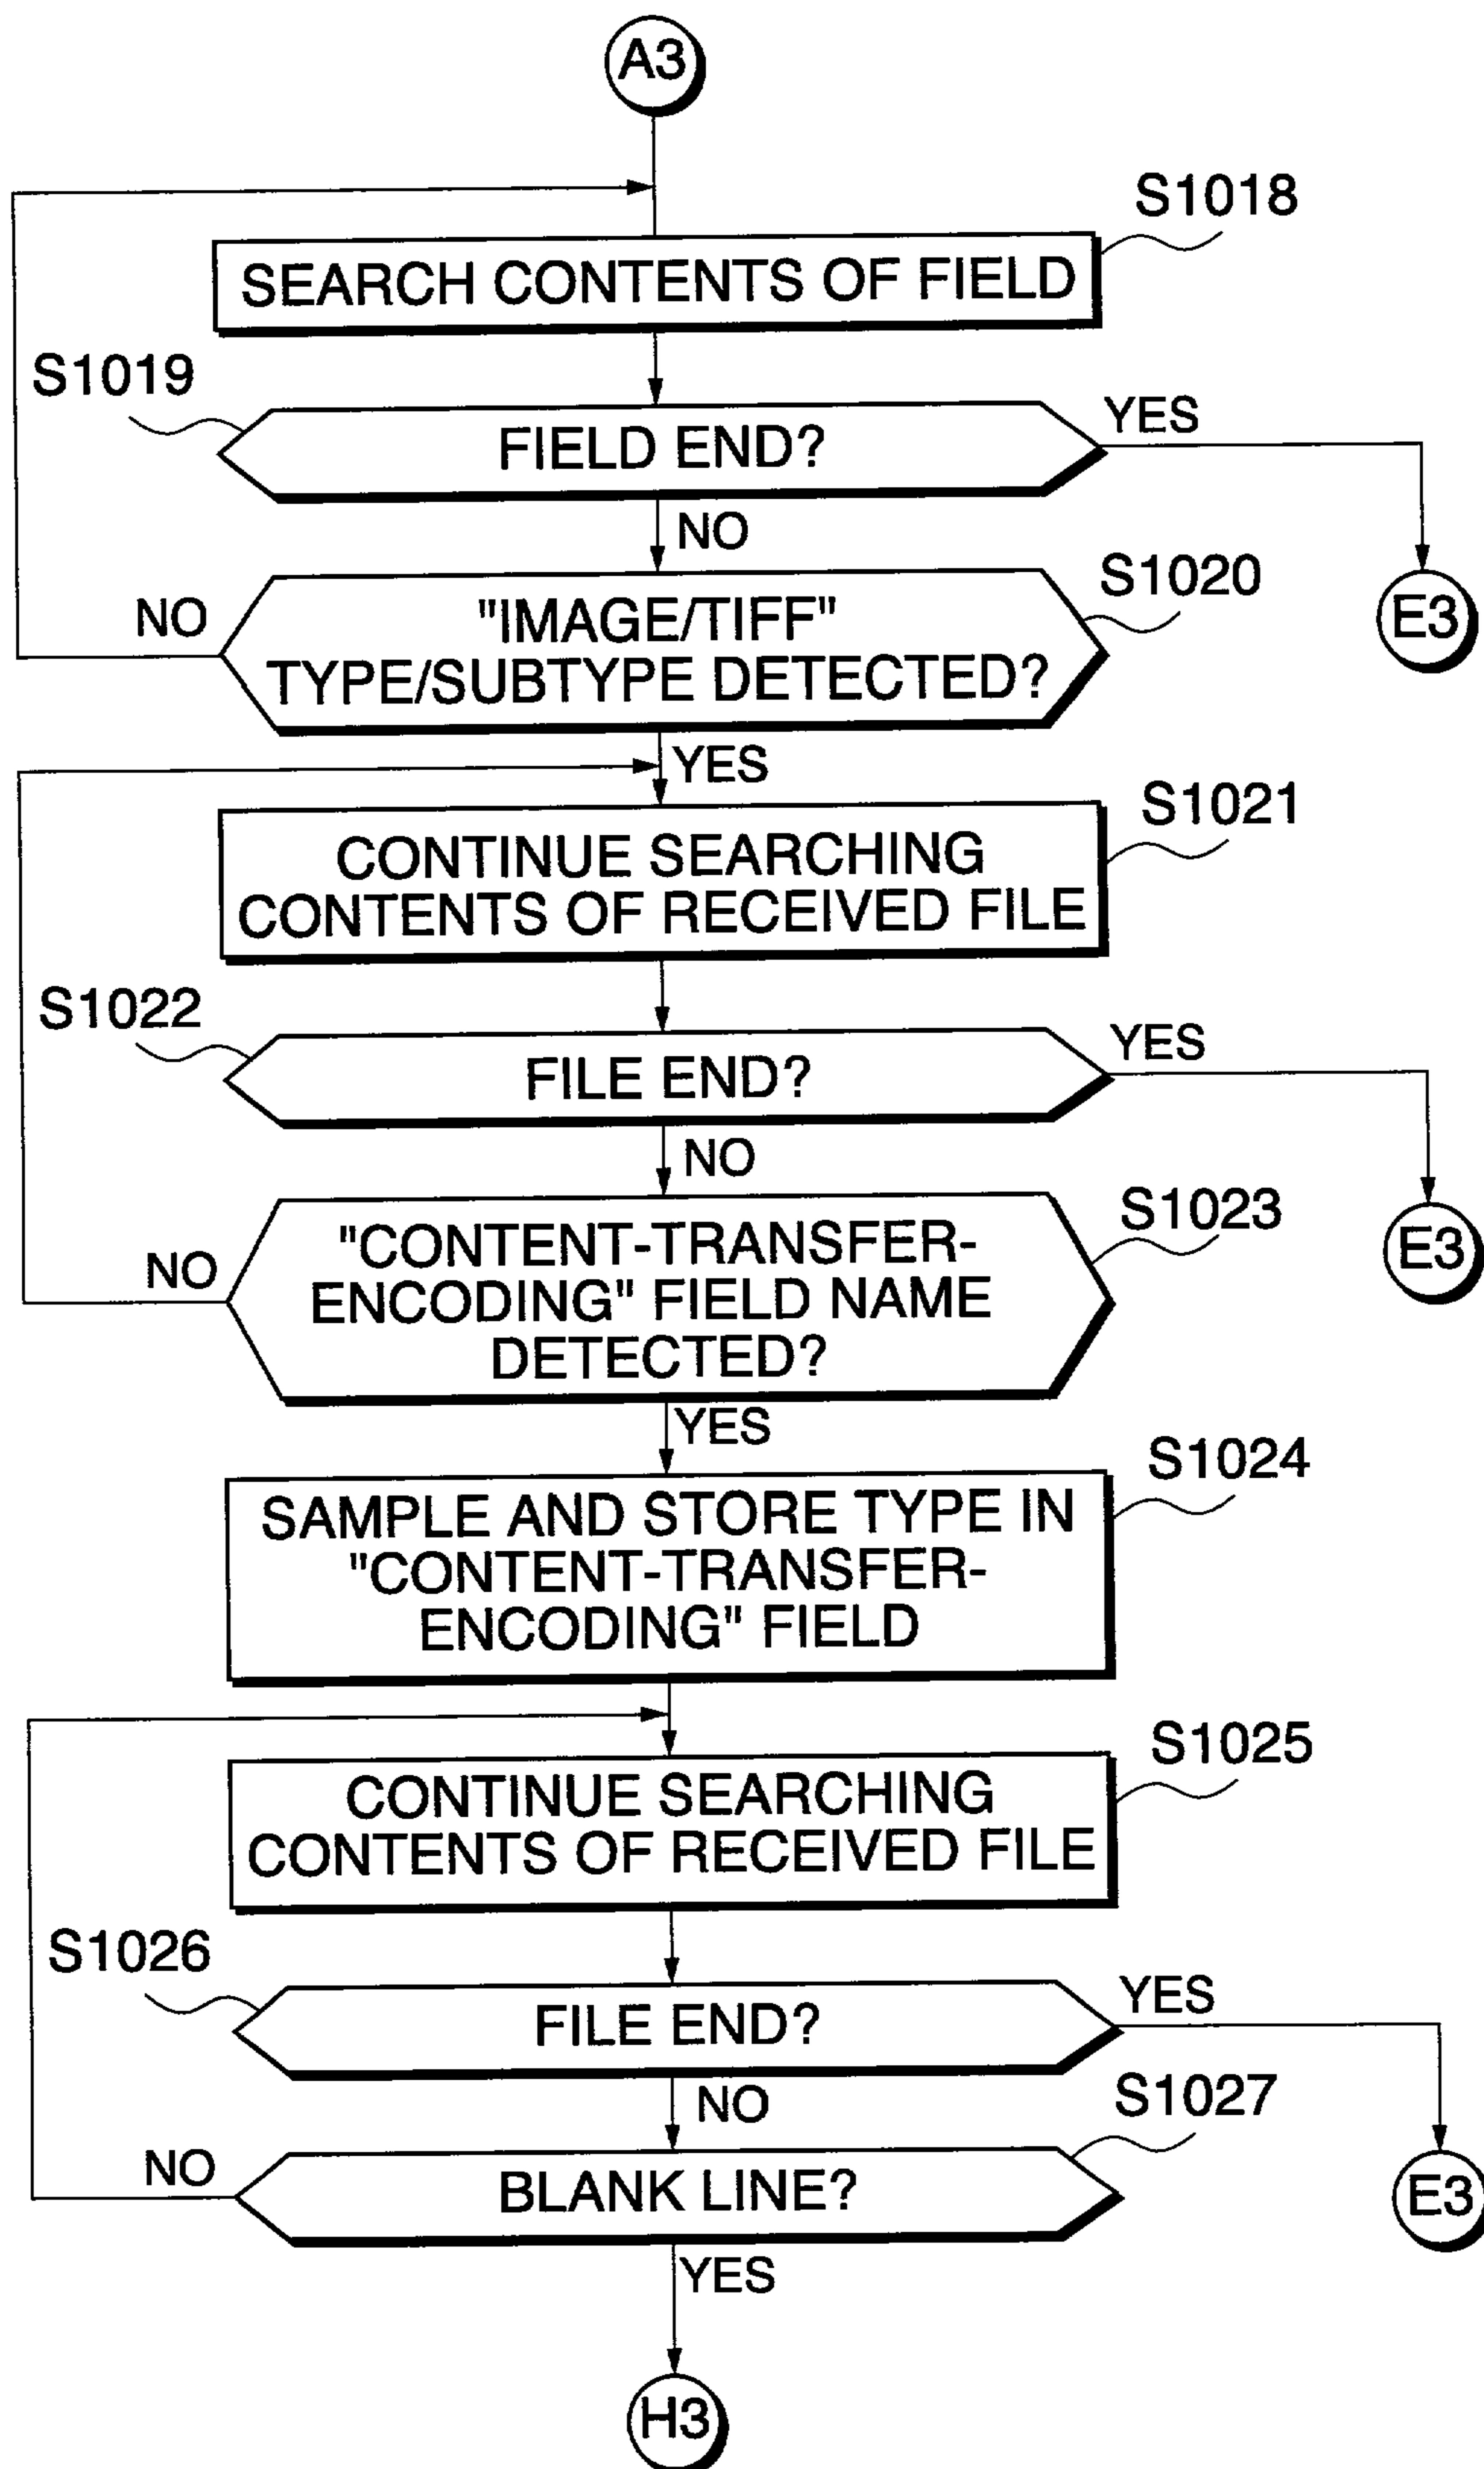 A3
S1018
SEARCH CONTENTS OF FIELD
S1019
YES
FIELD END?
NO
S1020
E3
NO
"IMAGE/TIFF"
TYPE/SUBTYPE DETECTED?
YES
S1021
CONTINUE SEARCHING
CONTENTS OF RECEIVED FILE
S1022
YES
FILE END?
NO
S1023
E3
NO
"CONTENT-TRANSFER-
ENCODING" FIELD NAME
DETECTED?
YES
S1024
SAMPLE AND STORE TYPE IN
"CONTENT-TRANSFER-
ENCODING" FIELD
S1025
CONTINUE SEARCHING
CONTENTS OF RECEIVED FILE
S1026
YES
FILE END?
NO
S1027
NO
BLANK LINE?
E3
YES
H3